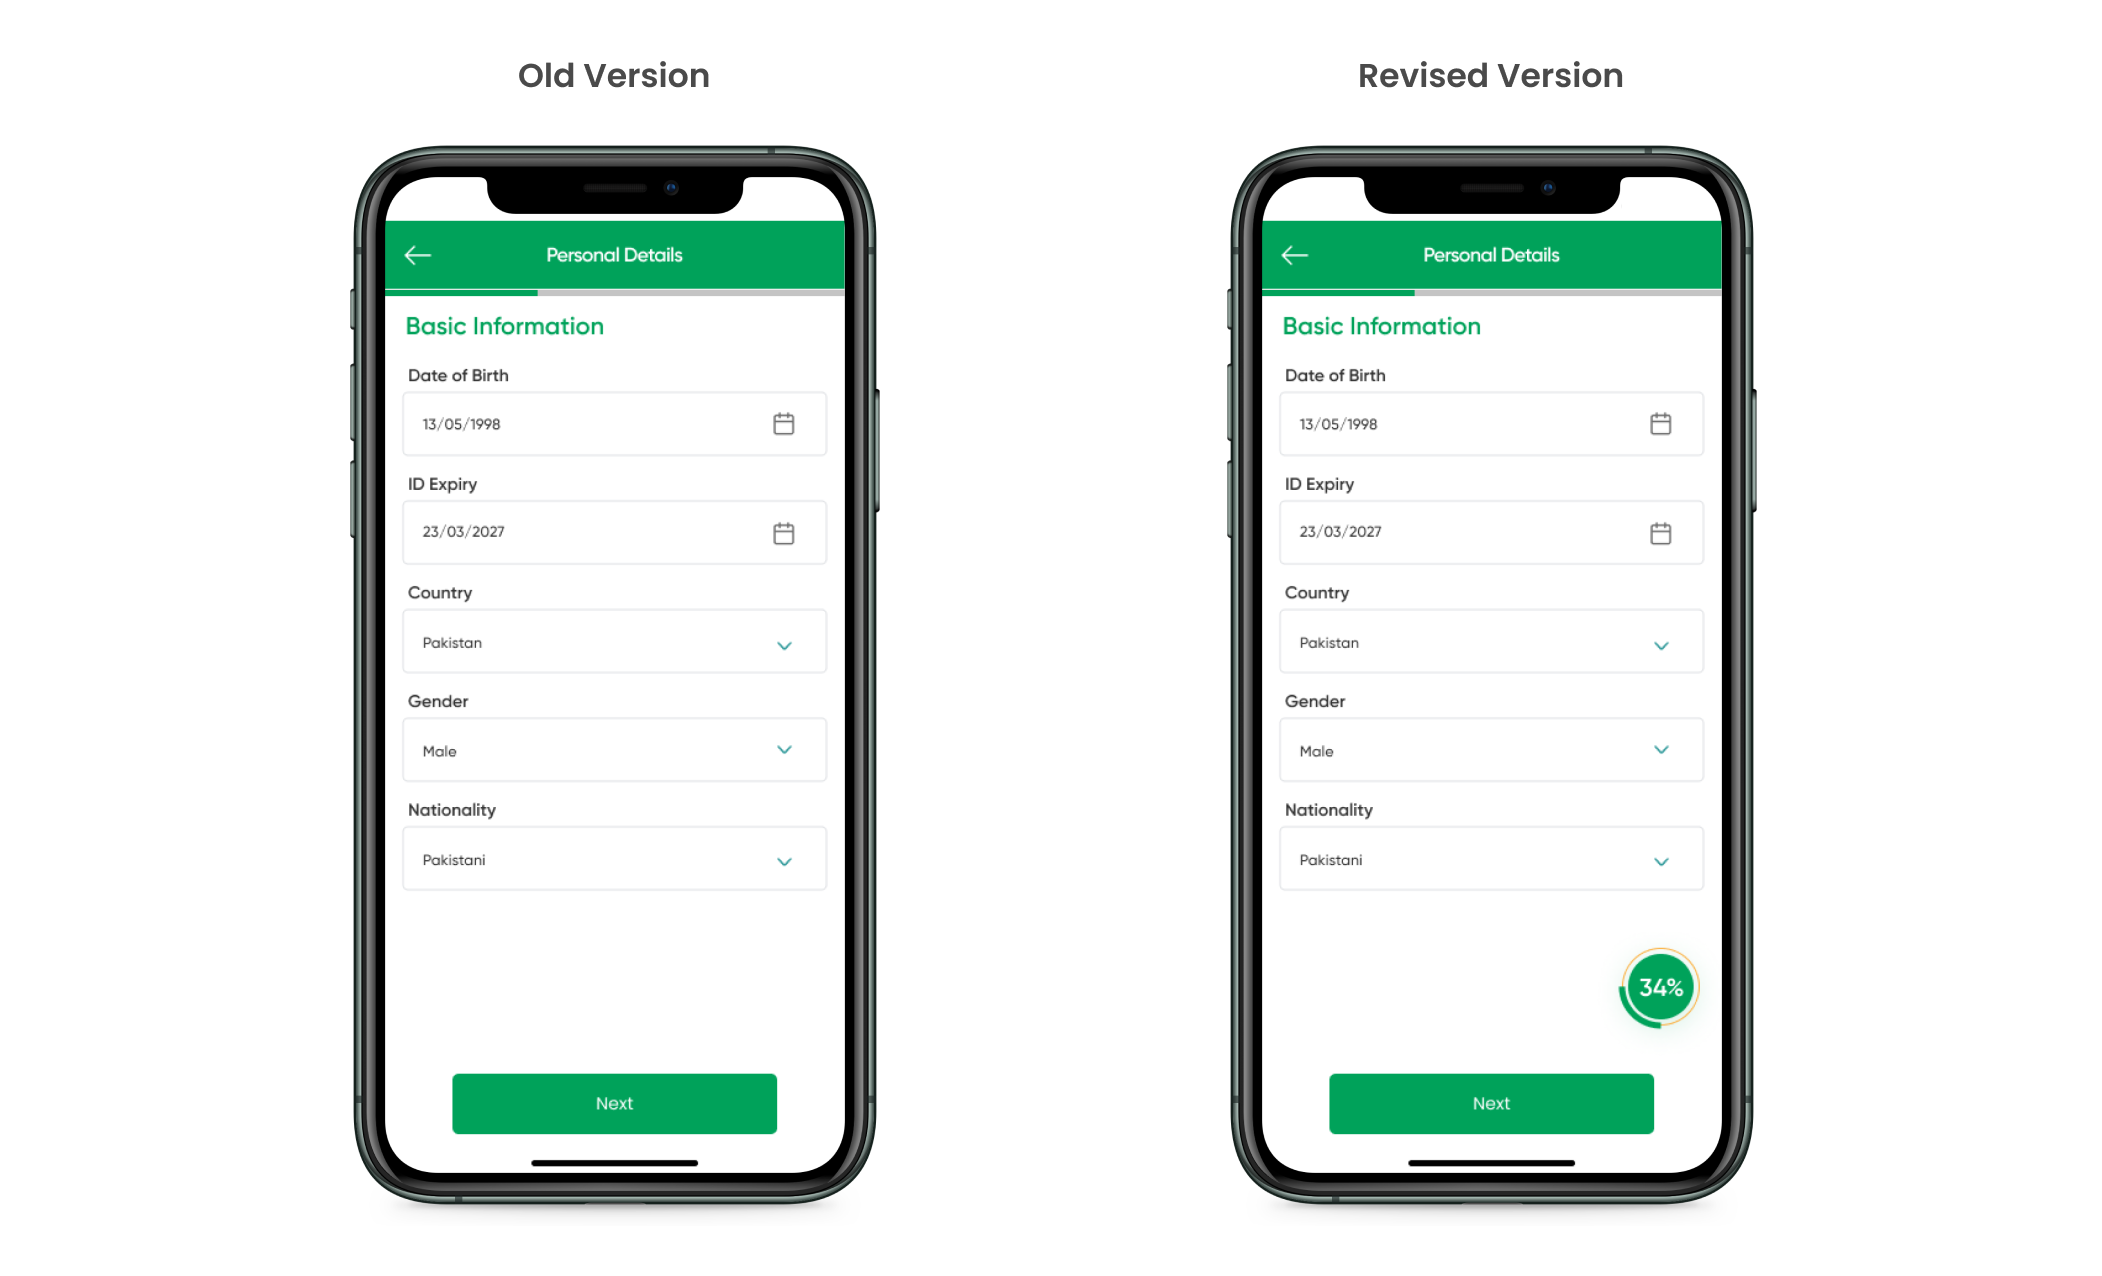 Old Version
Personal Details
Basic Information
Date of Birth
13/05/1998
ID Expiry
23/03/2027
Country
Pakistan
Gender
Male
Nationality
Pakistani
Next
Revised Version
Personal Details
Basic Information
Date of Birth
13/05/1998
ID Expiry
23/03/2027
Country
Pakistan
Gender
Male
Nationality
Pakistani
34%
Next